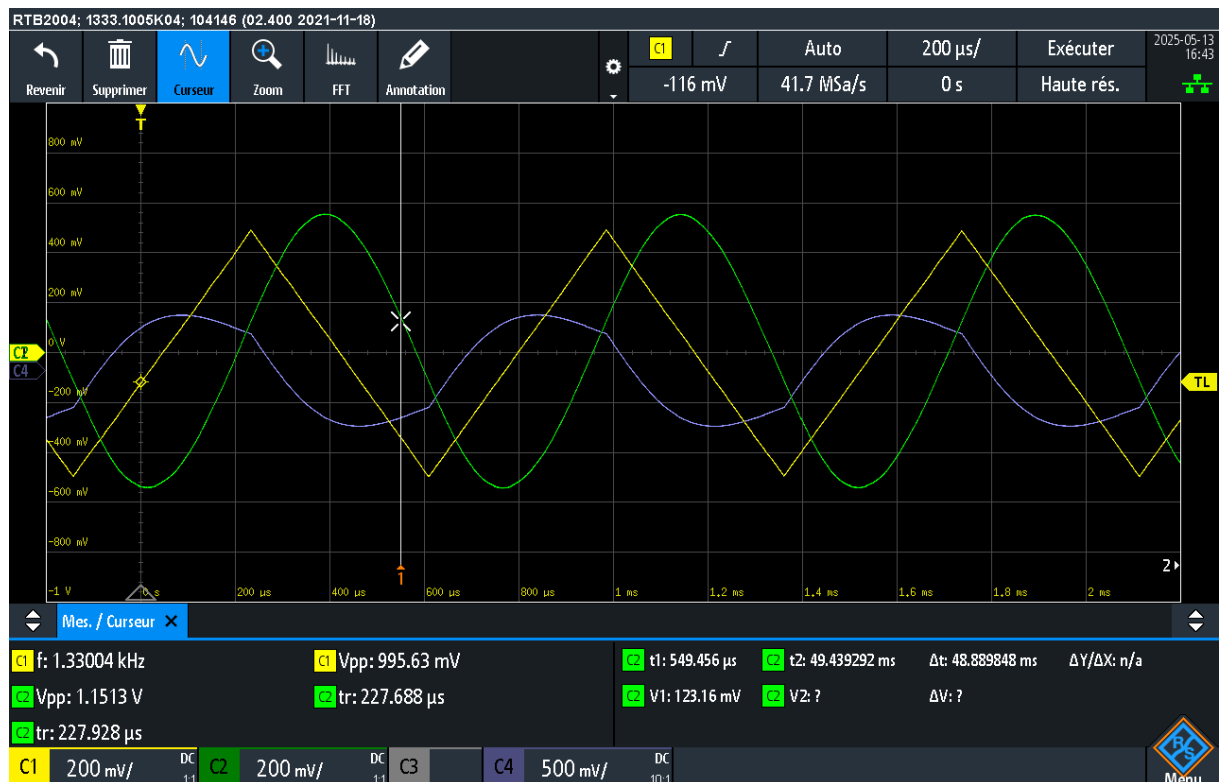 RTB2004; 1333.1005K04; 104146 (02.400 2021-11-18)
Revenir Supprimer Curseur Zoom FFT Annotation
C1 Auto 200 µs/ Exécuter
-116 mV 41.7 MSa/s 0 s Haute rés.
2025-05-13
16:43
T
800 mV
600 mV
400 mV
200 mV
0 V
C2
C4
-200 mV
TL
-400 mV
-600 mV
-800 mV
2
1
-1 V 0 s 200 µs 400 µs 600 µs 800 µs 1 ms 1.2 ms 1.4 ms 1.6 ms 1.8 ms 2 ms
Mes. / Curseur ×
C1 f: 1.33004 kHz C1 Vpp: 995.63 mV C2 t1: 549.456 µs C2 t2: 49.439292 ms Δt: 48.889848 ms ΔY/ΔX: n/a
C2 Vpp: 1.1513 V C2 tr: 227.688 µs C2 V1: 123.16 mV C2 V2: ? ΔV: ?
C2 tr: 227.928 µs
C1 200 mV/ DC 1:1 C2 200 mV/ DC 1:1 C3 C4 500 mV/ DC 10:1
R/S
Menu